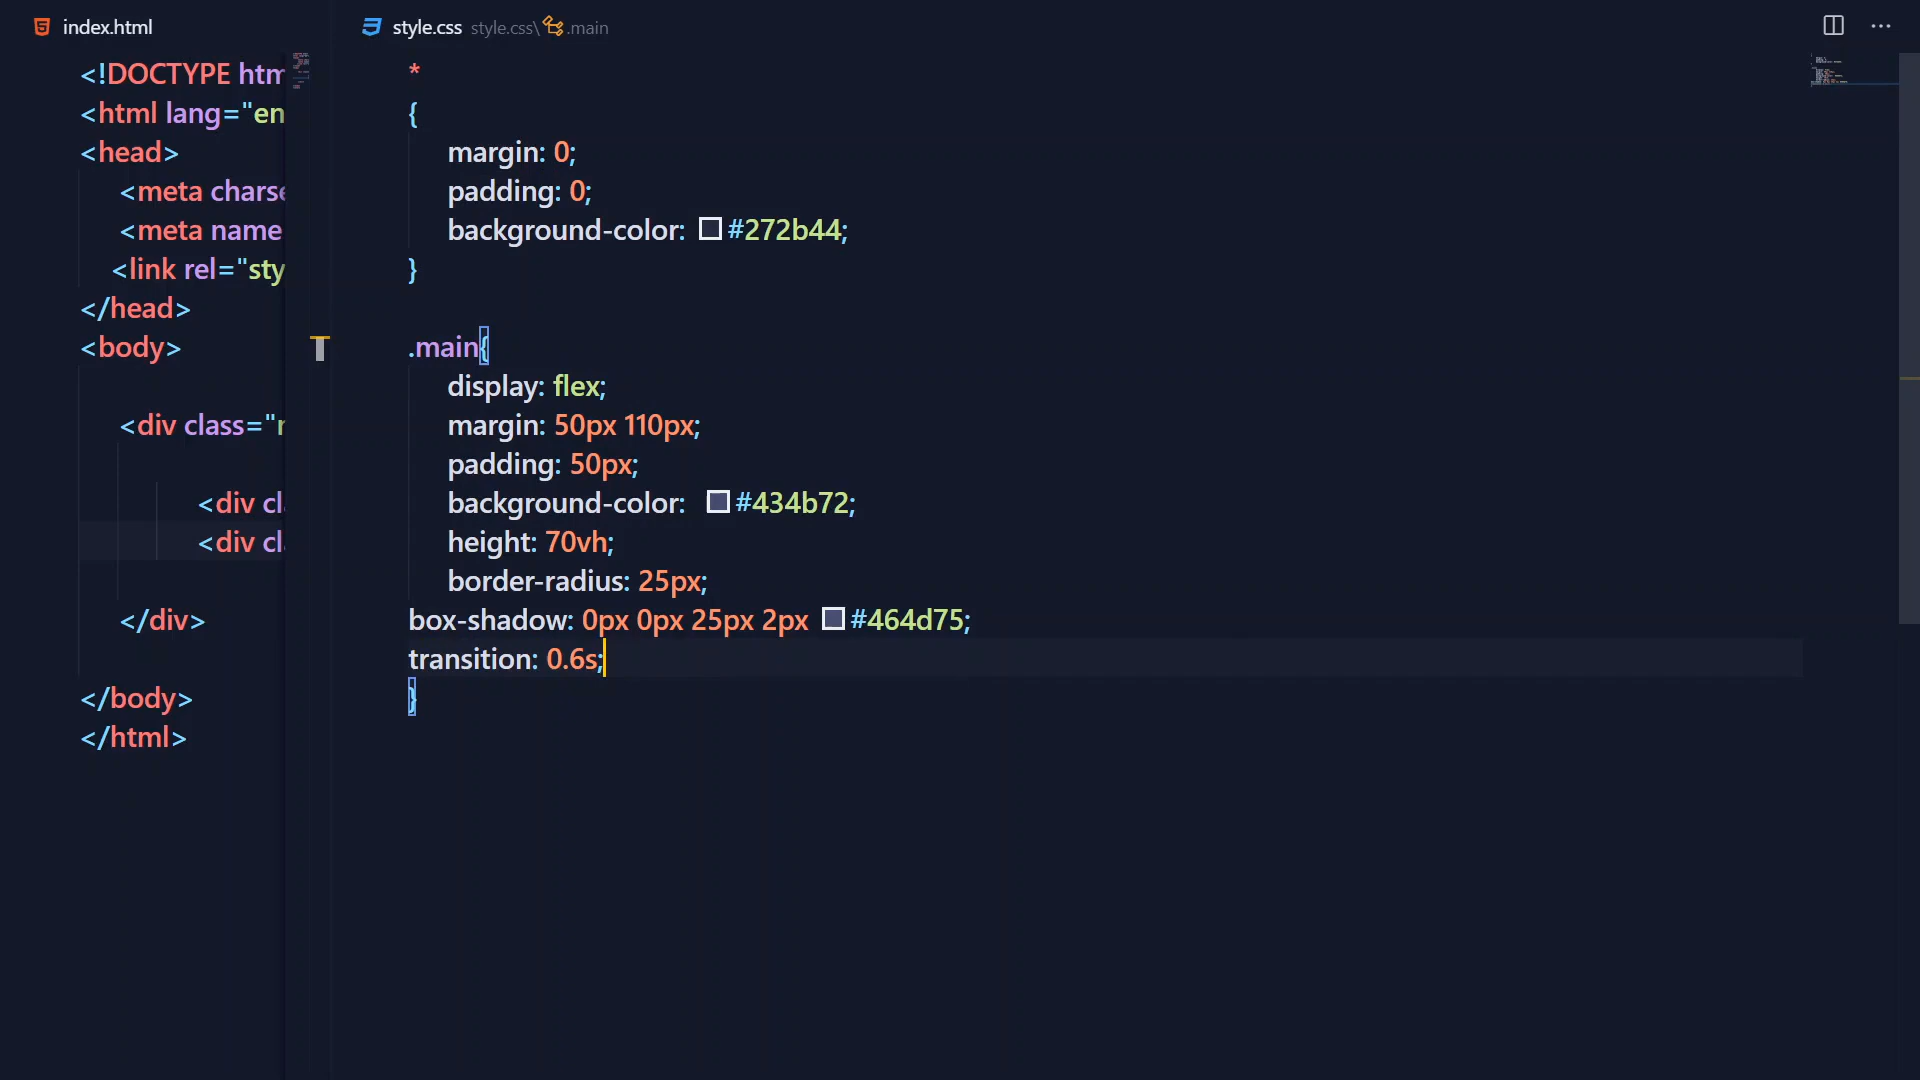 index.html
<!DOCTYPE htm
<html lang="en
<head>
<meta charse
<meta name
<link rel="sty
</head>
<body>
<div class="
<div cl
<div cl
</div>
</body>
</html>
style.css style.css\ .main
*
{
margin: 0;
padding: 0;
background-color: #272b44;
}
.main{
display: flex;
margin: 50px 110px;
padding: 50px;
background-color: #434b72;
height: 70vh;
border-radius: 25px;
box-shadow: 0px 0px 25px 2px #464d75;
transition: 0.6s;
}